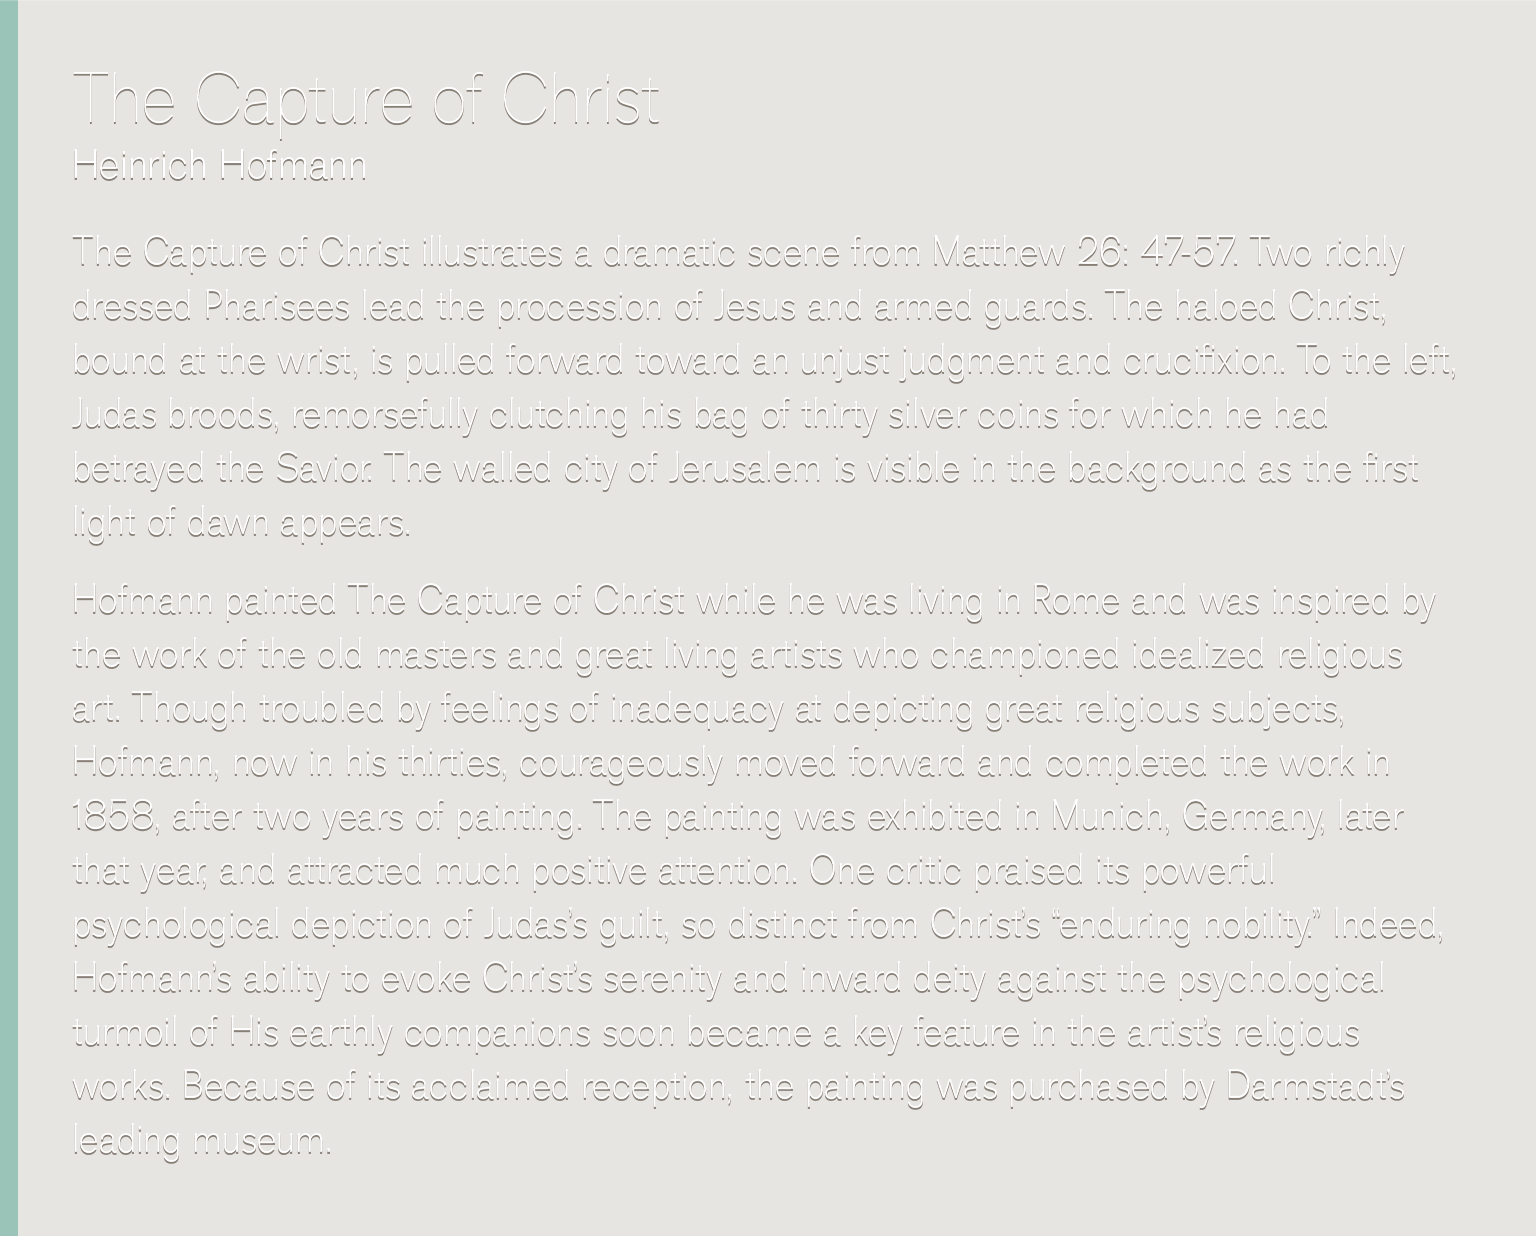 The Capture of Christ
Heinrich Hofmann
The Capture of Christ illustrates a dramatic scene from Matthew 26: 47-57. Two richly
dressed Pharisees lead the procession of Jesus and armed guards. The haloed Christ,
bound at the wrist, is pulled forward toward an unjust judgment and crucifixion. To the left,
Judas broods, remorsefully clutching his bag of thirty silver coins for which he had
betrayed the Savior. The walled city of Jerusalem is visible in the background as the first
light of dawn appears.
Hofmann painted The Capture of Christ while he was living in Rome and was inspired by
the work of the old masters and great living artists who championed idealized religious
art. Though troubled by feelings of inadequacy at depicting great religious subjects,
Hofmann, now in his thirties, courageously moved forward and completed the work in
1858, after two years of painting. The painting was exhibited in Munich, Germany, later
that year, and attracted much positive attention. One critic praised its powerful
psychological depiction of Judas's guilt, so distinct from Christ's “enduring nobility.” Indeed,
Hofmann's ability to evoke Christ's serenity and inward deity against the psychological
turmoil of His earthly companions soon became a key feature in the artist's religious
works. Because of its acclaimed reception, the painting was purchased by Darmstadt's
leading museum.